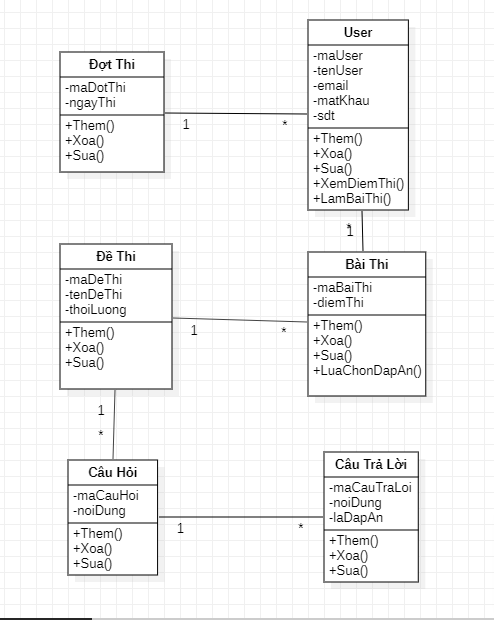 Đợt Thi
-maDotThi
-ngayThi
+Them()
+Xoa()
+Sua()
1
*
User
-maUser
-tenUser
-email
-matKhau
-sdt
+Them()
+Xoa()
+Sua()
+XemDiemThi()
+LamBaiThi()
*
1
Đề Thi
-maDeThi
-tenDeThi
-thoiLuong
+Them()
+Xoa()
+Sua()
1
*
Bài Thi
-maBaiThi
-diemThi
+Them()
+Xoa()
+Sua()
+LuaChonDapAn()
1
*
Câu Hỏi
-maCauHoi
-noiDung
+Them()
+Xoa()
+Sua()
1
*
Câu Trả Lời
-maCauTraLoi
-noiDung
-laDapAn
+Them()
+Xoa()
+Sua()